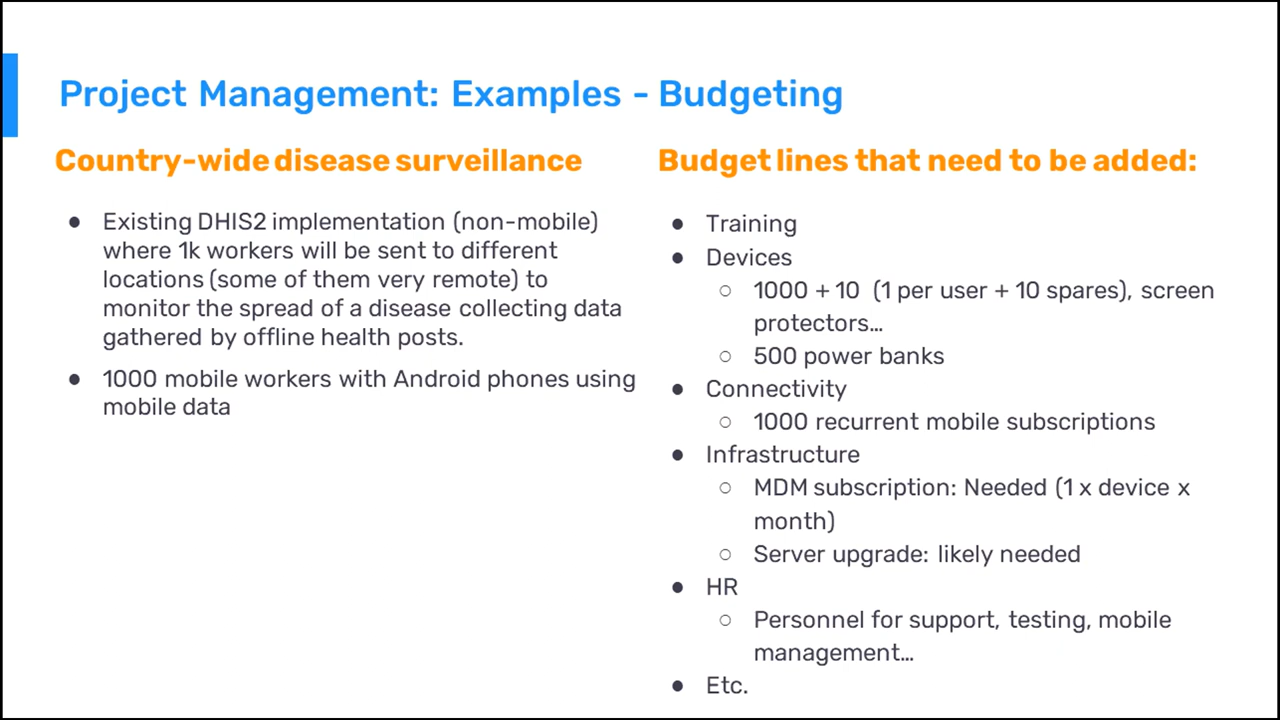 Project Management: Examples - Budgeting
Country-wide disease surveillance
● Existing DHIS2 implementation (non-mobile)
where 1k workers will be sent to different
locations (some of them very remote) to
monitor the spread of a disease collecting data
gathered by offline health posts.
● 1000 mobile workers with Android phones using
mobile data
Budget lines that need to be added:
● Training
● Devices
○ 1000 + 10 (1 per user + 10 spares), screen
protectors...
○ 500 power banks
● Connectivity
○ 1000 recurrent mobile subscriptions
● Infrastructure
○ MDM subscription: Needed (1 x device x
month)
○ Server upgrade: likely needed
● HR
○ Personnel for support, testing, mobile
management...
● Etc.